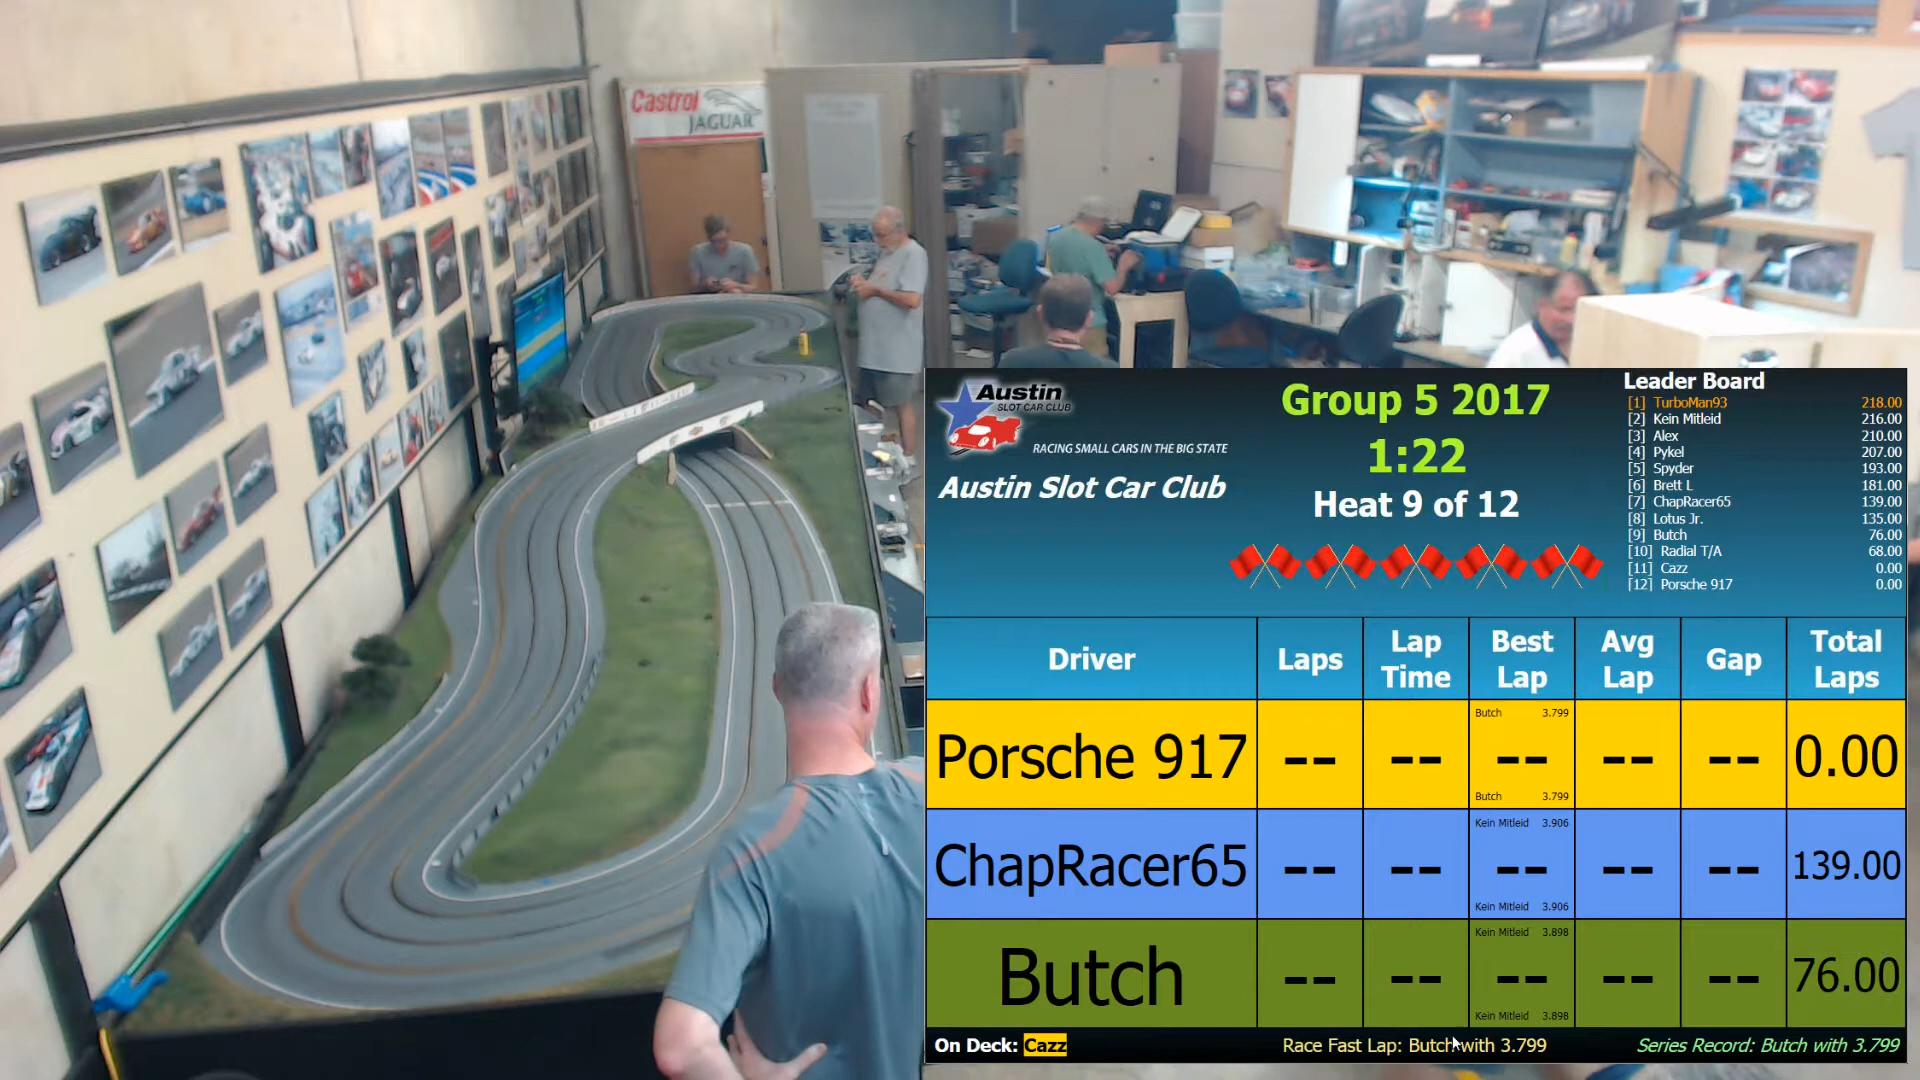 Castrol
JAGUAR
Austin
SLOT CAR CLUB
RACING SMALL CARS IN THE BIG STATE
Austin Slot Car Club
Group 5 2017
1:22
Heat 9 of 12
Leader Board
[1] TurboMan93 218.00
[2] Kein Mitleid 216.00
[3] Alex 210.00
[4] Pykel 207.00
[5] Spyder 193.00
[6] Brett L 181.00
[7] ChapRacer65 139.00
[8] Lotus Jr. 135.00
[9] Butch 76.00
[10] Radial T/A 68.00
[11] Cazz 0.00
[12] Porsche 917 0.00
Driver Laps Lap Time Best Lap Avg Lap Gap Total Laps
Butch 3.799
Porsche 917 -- -- -- -- -- 0.00
Butch 3.799
Kein Mitleid 3.906
ChapRacer65 -- -- -- -- -- 139.00
Kein Mitleid 3.906
Kein Mitleid 3.898
Butch -- -- -- -- -- 76.00
Kein Mitleid 3.898
On Deck: Cazz
Race Fast Lap: Butch with 3.799
Series Record: Butch with 3.799